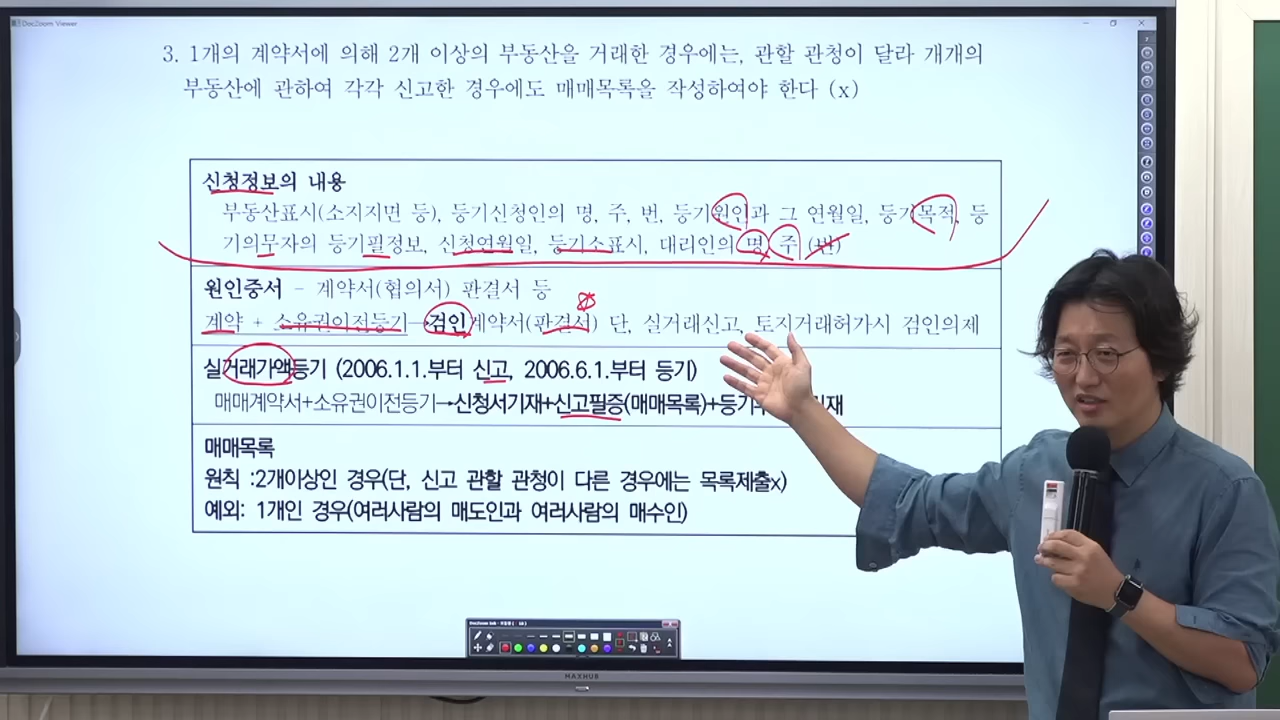 DocZoom Viewer
3. 1개의 계약서에 의해 2개 이상의 부동산을 거래한 경우에는, 관할 관청이 달라 개개의
부동산에 관하여 각각 신고한 경우에도 매매목록을 작성하여야 한다 (x)
신청정보의 내용
부동산표시(소지지면 등), 등기신청인의 명, 주, 번, 등기원인과 그 연월일, 등기목적, 등
기의무자의 등기필정보, 신청연월일, 등기소표시, 대리인의 명, 주 (번)
원인증서 - 계약서(협의서) 판결서 등
계약 + 소유권이전등기→검인계약서(판결서) 단, 실거래신고, 토지거래허가시 검인의제
실거래가액등기 (2006.1.1.부터 신고, 2006.6.1.부터 등기)
매매계약서+소유권이전등기→신청서기재+신고필증(매매목록)+등기 재
매매목록
원칙 :2개이상인 경우(단, 신고 관할 관청이 다른 경우에는 목록제출x)
예외: 1개인 경우(여러사람의 매도인과 여러사람의 매수인)
MAXHUB